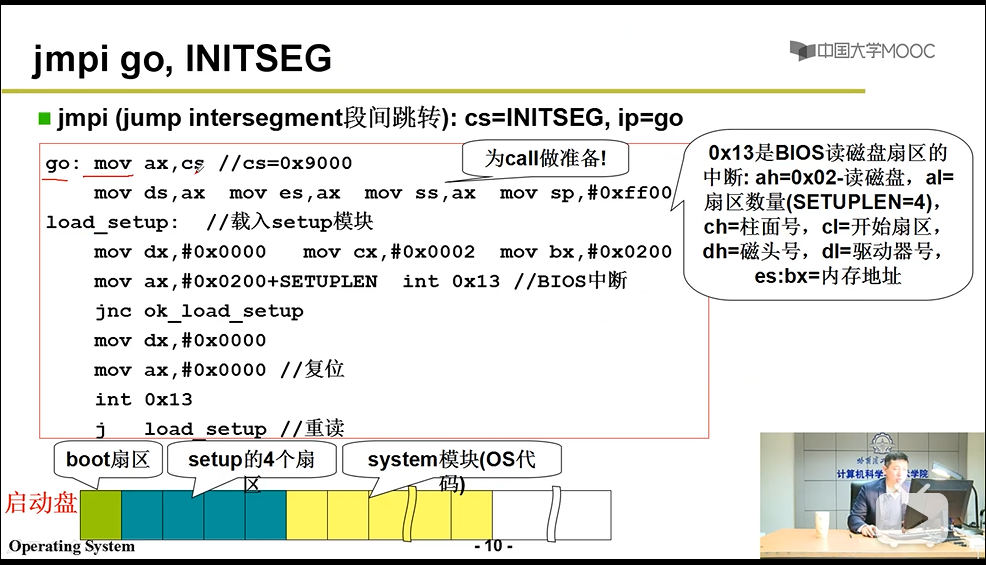 jmpi go, INITSEG
中国大学MOOC
jmpi (jump intersegment段间跳转): cs=INITSEG, ip=go
go: mov ax,cs //cs=0x9000
mov ds,ax mov es,ax mov ss,ax mov sp,#0xff00
load_setup: //载入setup模块
mov dx,#0x0000 mov cx,#0x0002 mov bx,#0x0200
mov ax,#0x0200+SETUPLEN int 0x13 //BIOS中断
jnc ok_load_setup
mov dx,#0x0000
mov ax,#0x0000 //复位
int 0x13
j load_setup //重读
为call做准备!
0x13是BIOS读磁盘扇区的
中断: ah=0x02-读磁盘，al=
扇区数量(SETUPLEN=4)，
ch=柱面号，cl=开始扇区，
dh=磁头号，dl=驱动器号，
es:bx=内存地址
boot扇区
setup的4个扇
区
system模块(OS代
码)
启动盘
Operating System
- 10 -
计算机科学
学院